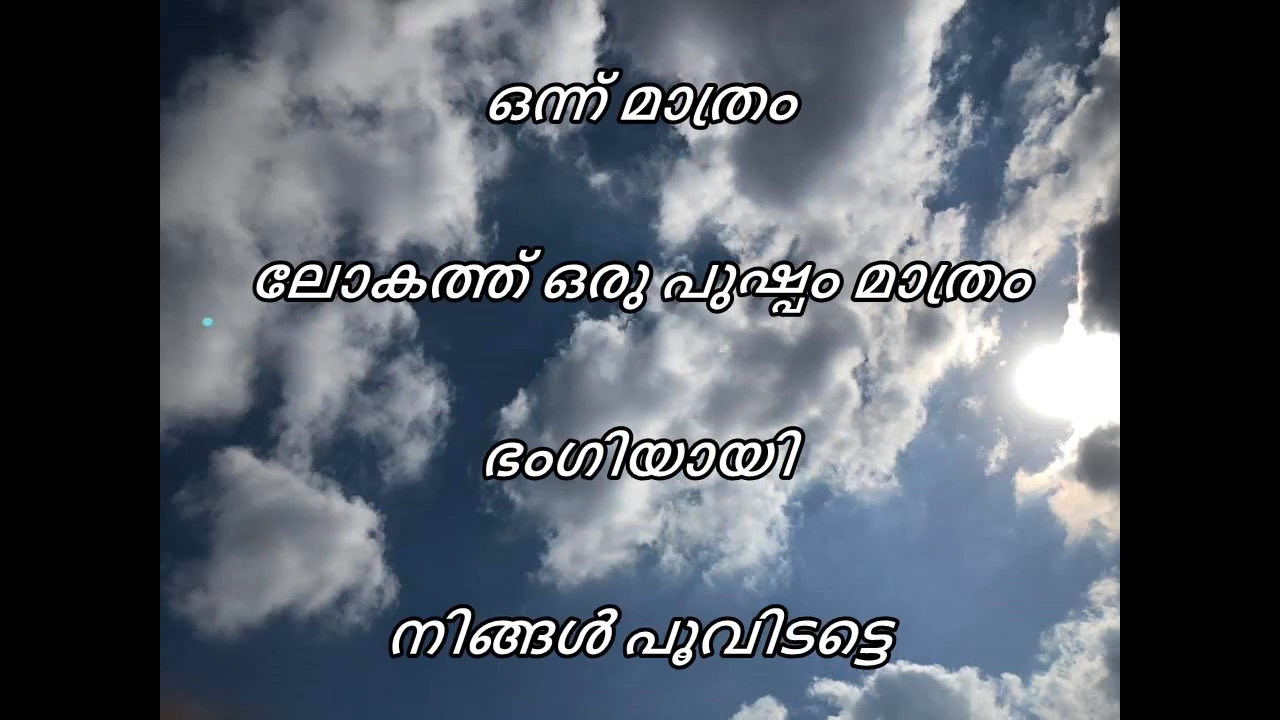 ഒന്ന് മാത്രം
ലോകത്ത് ഒരു പുഷ്പം മാത്രം
ഭംഗിയായി
നിങ്ങൾ പൂവിടട്ടെ